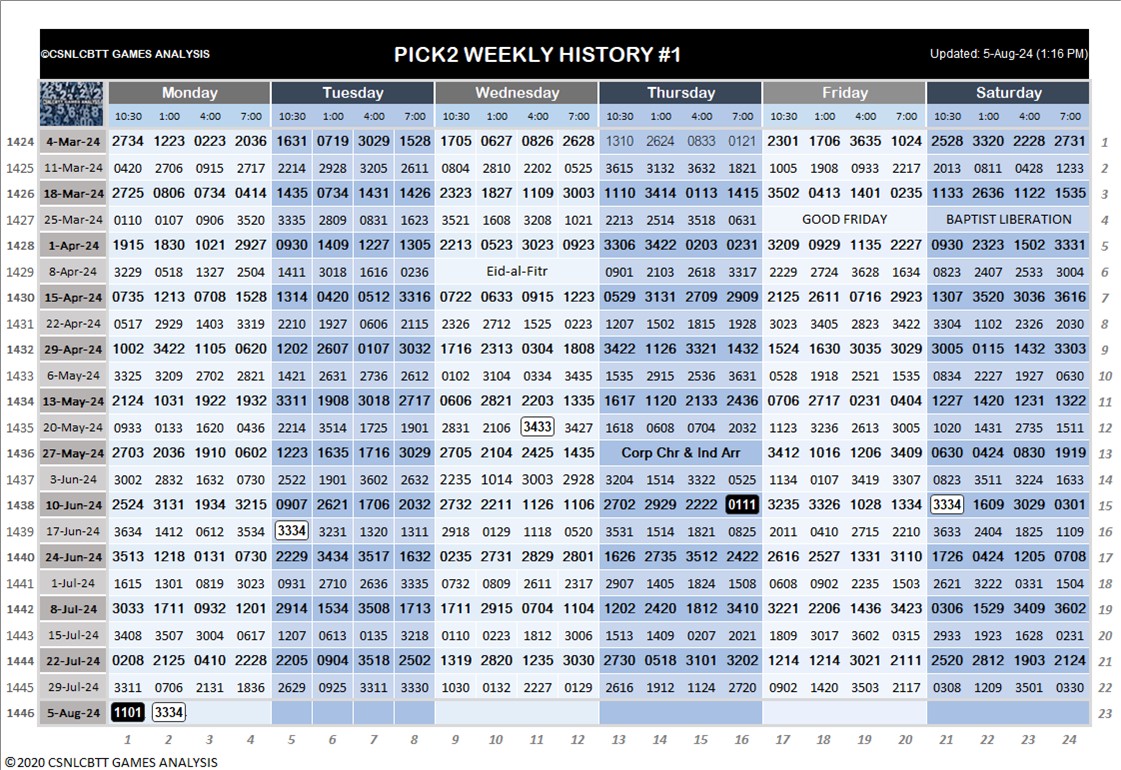 ©CSNLCBTT GAMES ANALYSIS PICK2 WEEKLY HISTORY #1 Updated: 5-Aug-24 (1:16 PM)
Monday Tuesday Wednesday Thursday Friday Saturday
10:30 1:00 4:00 7:00 10:30 1:00 4:00 7:00 10:30 1:00 4:00 7:00 10:30 1:00 4:00 7:00 10:30 1:00 4:00 7:00 10:30 1:00 4:00 7:00
1424 4-Mar-24 2734 1223 0223 2036 1631 0719 3029 1528 1705 0627 0826 2628 1310 2624 0833 0121 2301 1706 3635 1024 2528 3320 2228 2731 1
1425 11-Mar-24 0420 2706 0915 2717 2214 2928 3205 2611 0804 2810 2202 0525 3615 3132 3632 1821 1005 1908 0933 2217 2013 0811 0428 1233 2
1426 18-Mar-24 2725 0806 0734 0414 1435 0734 1431 1426 2323 1827 1109 3003 1110 3414 0113 1415 3502 0413 1401 0235 1133 2636 1122 1535 3
1427 25-Mar-24 0110 0107 0906 3520 3335 2809 0831 1623 3521 1608 3208 1021 2213 2514 3518 0631 GOOD FRIDAY BAPTIST LIBERATION 4
1428 1-Apr-24 1915 1830 1021 2927 0930 1409 1227 1305 2213 0523 3023 0923 3306 3422 0203 0231 3209 0929 1135 2227 0930 2323 1502 3331 5
1429 8-Apr-24 3229 0518 1327 2504 1411 3018 1616 0236 Eid-al-Fitr 0901 2103 2618 3317 2229 2724 3628 1634 0823 2407 2533 3004 6
1430 15-Apr-24 0735 1213 0708 1528 1314 0420 0512 3316 0722 0633 0915 1223 0529 3131 2709 2909 2125 2611 0716 2923 1307 3520 3036 3616 7
1431 22-Apr-24 0517 2929 1403 3319 2210 1927 0606 2115 2326 2712 1525 0223 1207 1502 1815 1928 3023 3405 2823 3422 3304 1102 2326 2030 8
1432 29-Apr-24 1002 3422 1105 0620 1202 2607 0107 3032 1716 2313 0304 1808 3422 1126 3321 1432 1524 1630 3035 3029 3005 0115 1432 3303 9
1433 6-May-24 3325 3209 2702 2821 1421 2631 2736 2612 0102 3104 0334 3435 1535 2915 2536 3631 0528 1918 2521 1535 0834 2227 1927 0630 10
1434 13-May-24 2124 1031 1922 1932 3311 1908 3018 2717 0606 2821 2203 1335 1617 1120 2133 2436 0706 2717 0231 0404 1227 1420 1231 1322 11
1435 20-May-24 0933 0133 1620 0436 2214 3514 1725 1901 2831 2106 3433 3427 1618 0608 0704 2032 1123 3236 2613 3005 1020 1431 2735 1511 12
1436 27-May-24 2703 2036 1910 0602 1223 1635 1716 3029 2705 2104 2425 1435 Corp Chr & Ind Arr 3412 1016 1206 3409 0630 0424 0830 1919 13
1437 3-Jun-24 3002 2832 1632 0730 2522 1901 3602 2632 2235 1014 3003 2928 3204 1514 3322 0525 1134 0107 3419 3307 0823 3511 3224 1633 14
1438 10-Jun-24 2524 3131 1934 3215 0907 2621 1706 2032 2732 2211 1126 1106 2702 2929 2222 0111 3235 3326 1028 1334 3334 1609 3029 0301 15
1439 17-Jun-24 3634 1412 0612 3534 3334 3231 1320 1311 2918 0129 1118 0520 3531 1514 1821 0825 2011 0410 2715 2210 3633 2404 1825 1109 16
1440 24-Jun-24 3513 1218 0131 0730 2229 3434 3517 1632 0235 2731 2829 2801 1626 2735 3512 2422 2616 2527 1331 3110 1726 0424 1205 0708 17
1441 1-Jul-24 1615 1301 0819 3023 0931 2710 2636 3335 0732 0809 2611 2317 2907 1405 1824 1508 0608 0902 2235 1503 2621 3222 0331 1504 18
1442 8-Jul-24 3033 1711 0932 1201 2914 1534 3508 1713 1711 2915 0704 1104 1202 2420 1812 3410 3221 2206 1436 3423 0306 1529 3409 3602 19
1443 15-Jul-24 3408 3507 3004 0617 1207 0613 0135 3218 0110 0223 1812 3006 1513 1409 0207 2021 1809 3017 3602 0315 2933 1923 1628 0231 20
1444 22-Jul-24 0208 2125 0410 2228 2205 0904 3518 2502 1319 2820 1235 3030 2730 0518 3101 3202 1214 1214 3021 2111 2520 2812 1903 2124 21
1445 29-Jul-24 3311 0706 2131 1836 2629 0925 3311 3330 1030 0132 2227 0129 2616 1912 1124 2720 0902 1420 3503 2117 0308 1209 3501 0330 22
1446 5-Aug-24 1101 3334 23
1 2 3 4 5 6 7 8 9 10 11 12 13 14 15 16 17 18 19 20 21 22 23 24
©2020 CSNLCBTT GAMES ANALYSIS